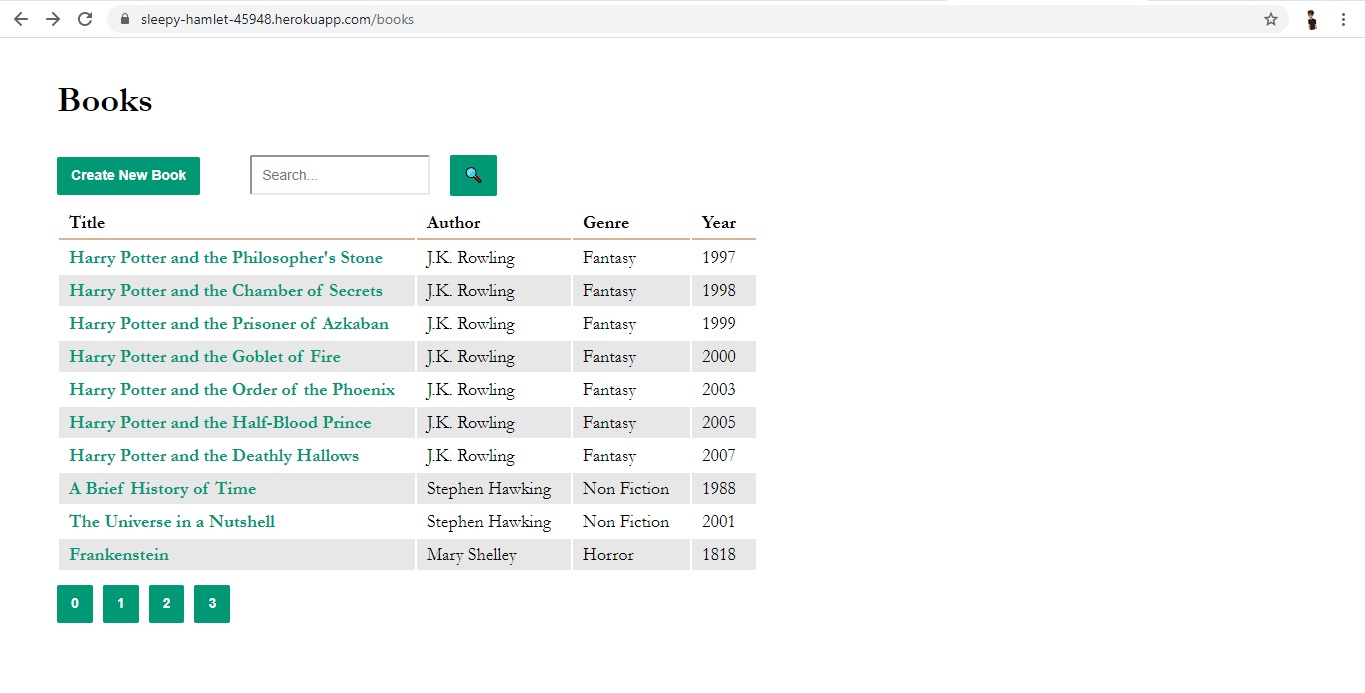 sleepy-hamlet-45948.herokuapp.com/books
Books
Create New Book Search...
Title Author Genre Year
Harry Potter and the Philosopher's Stone J.K. Rowling Fantasy 1997
Harry Potter and the Chamber of Secrets J.K. Rowling Fantasy 1998
Harry Potter and the Prisoner of Azkaban J.K. Rowling Fantasy 1999
Harry Potter and the Goblet of Fire J.K. Rowling Fantasy 2000
Harry Potter and the Order of the Phoenix J.K. Rowling Fantasy 2003
Harry Potter and the Half-Blood Prince J.K. Rowling Fantasy 2005
Harry Potter and the Deathly Hallows J.K. Rowling Fantasy 2007
A Brief History of Time Stephen Hawking Non Fiction 1988
The Universe in a Nutshell Stephen Hawking Non Fiction 2001
Frankenstein Mary Shelley Horror 1818
0 1 2 3